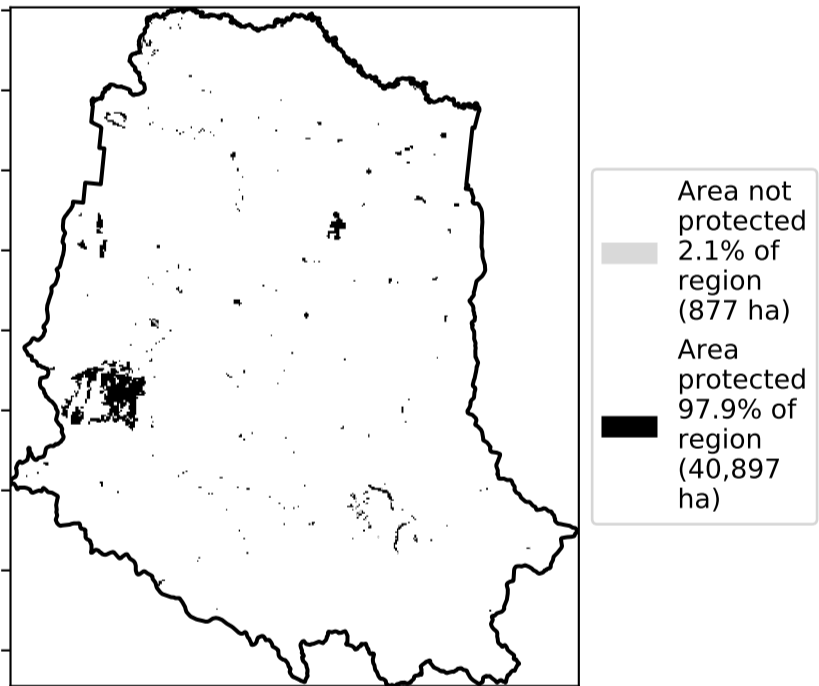 Area not
protected
2.1% of
region
(877 ha)
Area
protected
97.9% of
region
(40,897
ha)